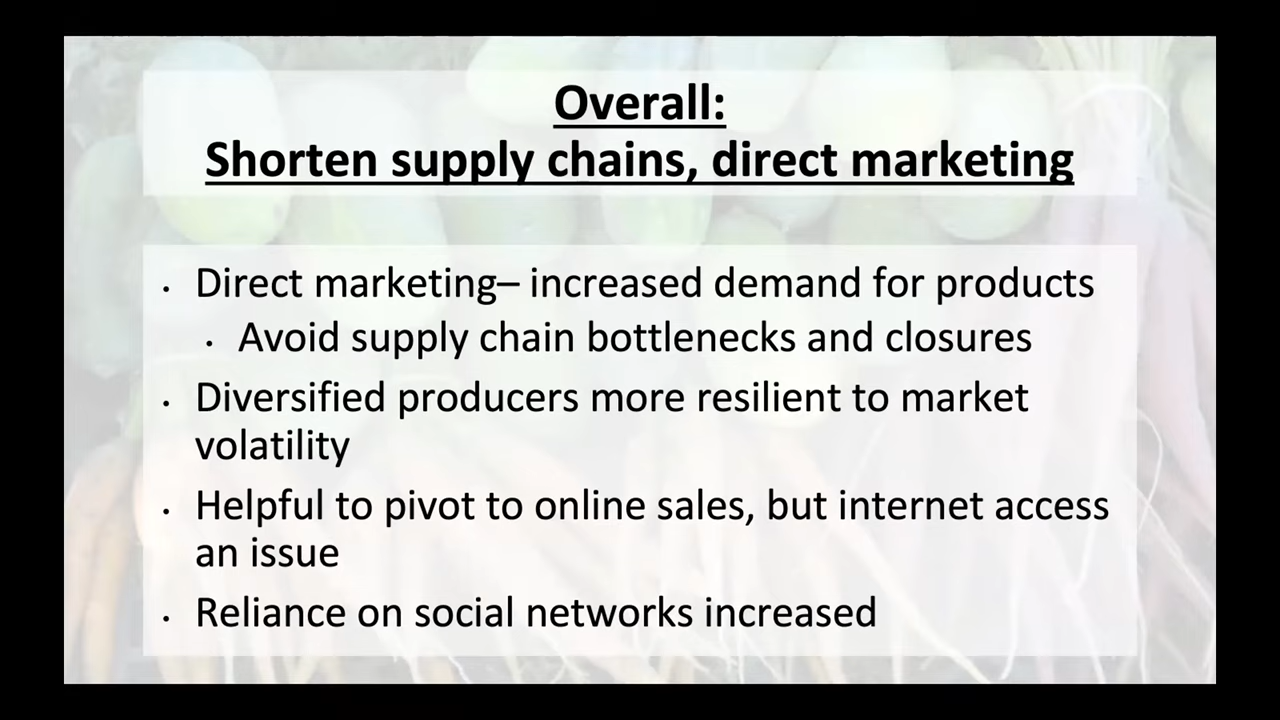 Overall:
Shorten supply chains, direct marketing
• Direct marketing– increased demand for products
• Avoid supply chain bottlenecks and closures
• Diversified producers more resilient to market
volatility
• Helpful to pivot to online sales, but internet access
an issue
• Reliance on social networks increased